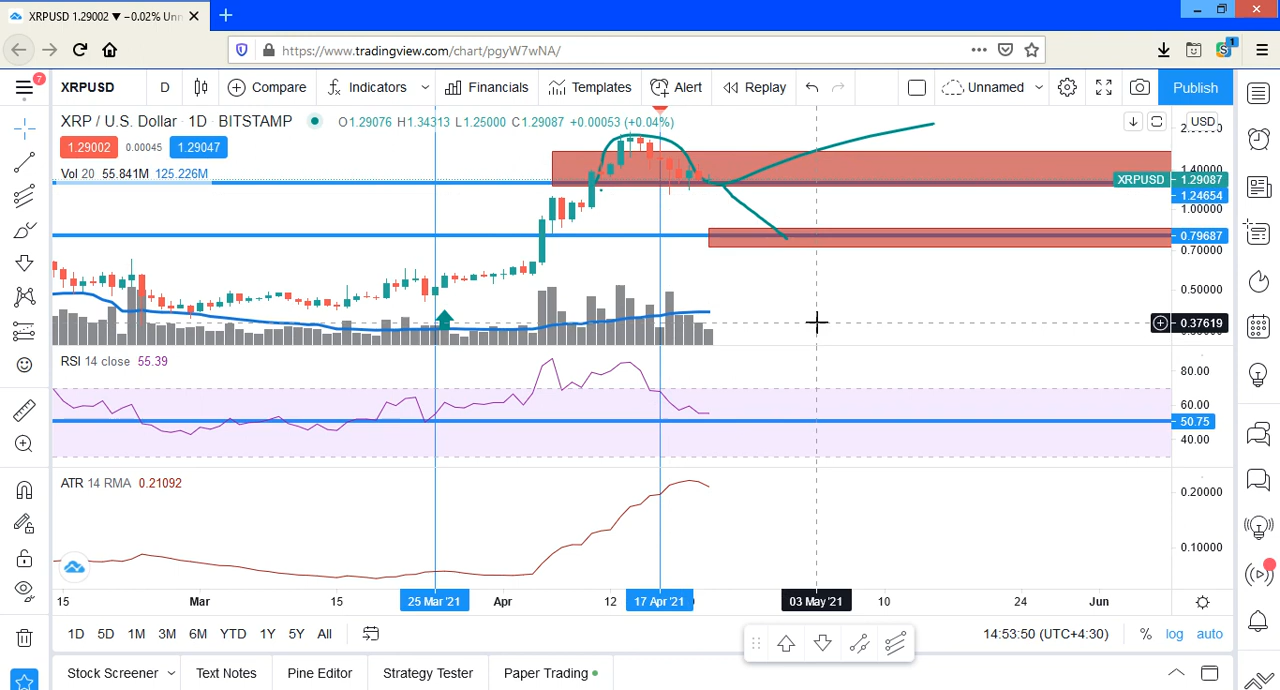 XRPUSD 1.29002 ▼ −0.02% Unn
https://www.tradingview.com/chart/pgyW7wNA/
1
7
XRPUSD D Compare Indicators Financials Templates Alert Replay Unnamed Publish
XRP / U.S. Dollar · 1D · BITSTAMP O1.29076 H1.34313 L1.25000 C1.29087 +0.00053 (+0.04%)
USD
1.29002 0.00045 1.29047
Vol 20 55.841M 125.226M
1.40000
XRPUSD 1.29087
1.24654
1.00000
0.79687
0.70000
0.50000
0.37619
RSI 14 close 55.39
80.00
60.00
50.75
40.00
ATR 14 RMA 0.21092
0.20000
0.10000
15 Mar 15 25 Mar '21 Apr 12 17 Apr '21 03 May '21 10 24 Jun
1D 5D 1M 3M 6M YTD 1Y 5Y All 14:53:50 (UTC+4:30) % log auto
Stock Screener Text Notes Pine Editor Strategy Tester Paper Trading